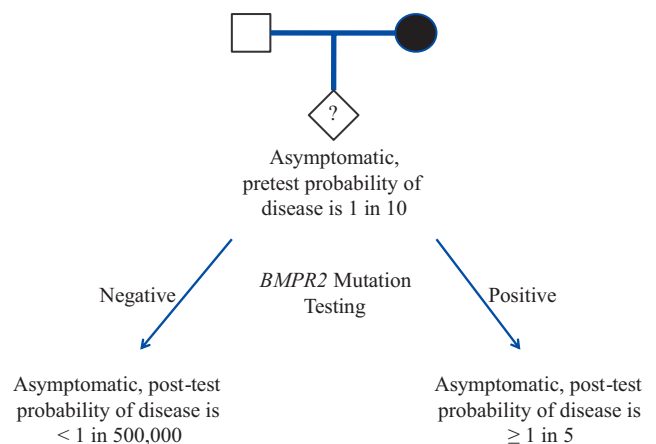 ?
Asymptomatic,
pretest probability of
disease is 1 in 10
BMPR2 Mutation
Testing
Negative
Positive
Asymptomatic, post-test
probability of disease is
< 1 in 500,000
Asymptomatic, post-test
probability of disease is
≥ 1 in 5